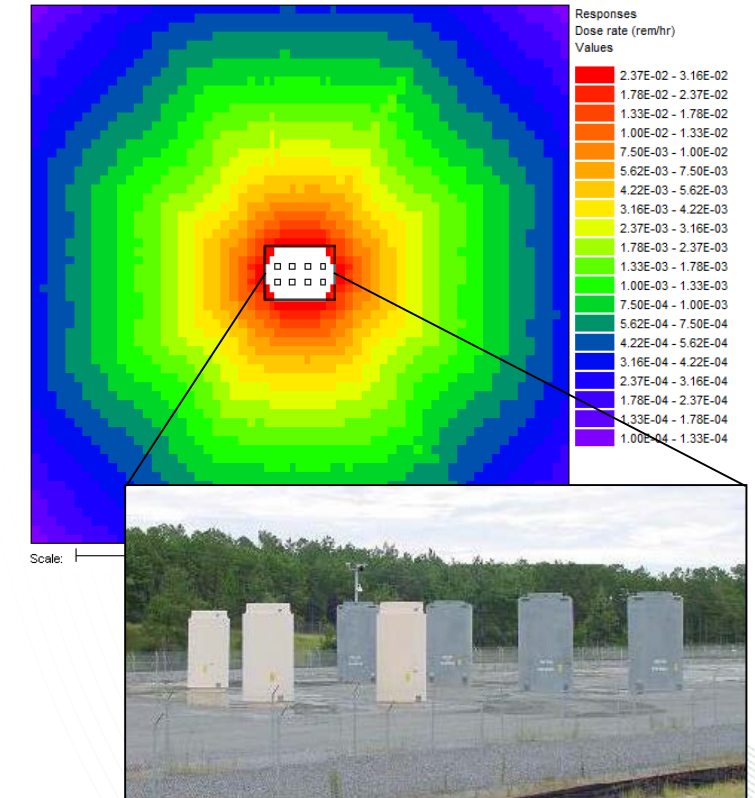 Responses
Dose rate (rem/hr)
Values
2.37E-02 - 3.16E-02
1.78E-02 - 2.37E-02
1.33E-02 - 1.78E-02
1.00E-02 - 1.33E-02
7.50E-03 - 1.00E-02
5.62E-03 - 7.50E-03
4.22E-03 - 5.62E-03
3.16E-03 - 4.22E-03
2.37E-03 - 3.16E-03
1.78E-03 - 2.37E-03
1.33E-03 - 1.78E-03
1.00E-03 - 1.33E-03
7.50E-04 - 1.00E-03
5.62E-04 - 7.50E-04
4.22E-04 - 5.62E-04
3.16E-04 - 4.22E-04
2.37E-04 - 3.16E-04
1.78E-04 - 2.37E-04
1.33E-04 - 1.78E-04
1.00E-04 - 1.33E-04
Scale: